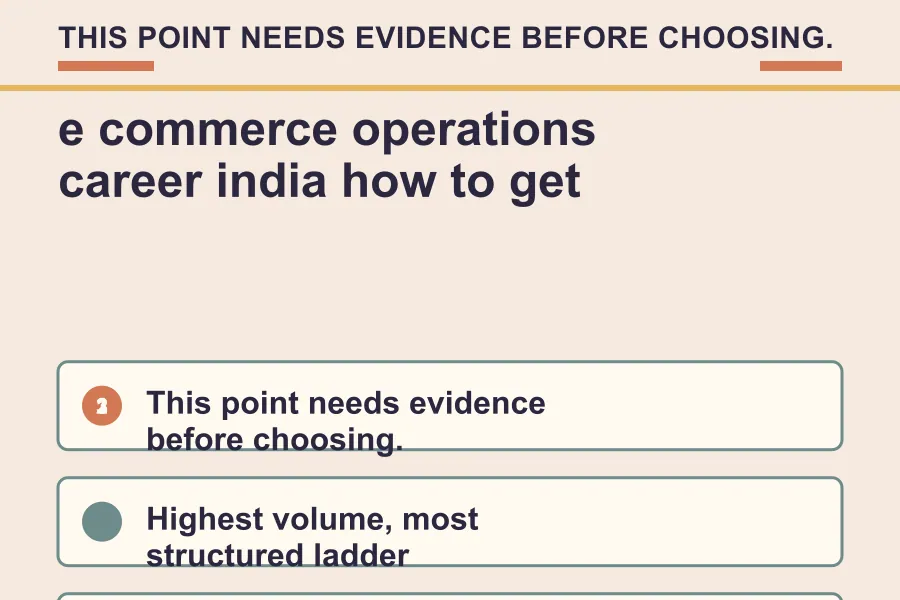 THIS POINT NEEDS EVIDENCE BEFORE CHOOSING.
e commerce operations
career india how to get
This point needs evidence
before choosing.
Highest volume, most
structured ladder